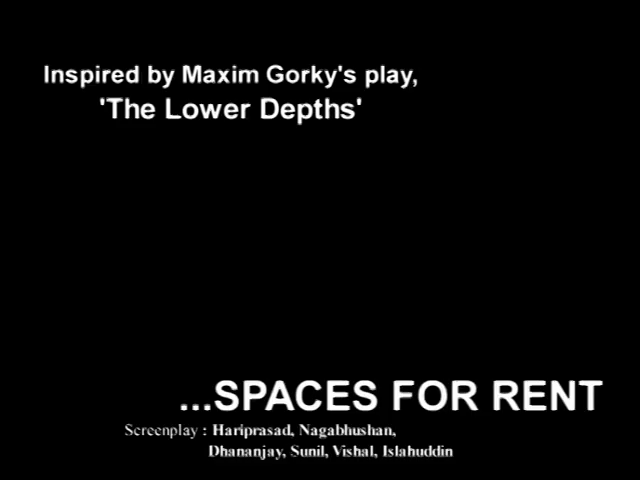 Inspired by Maxim Gorky's play,
'The Lower Depths'
...SPACES FOR RENT
Screenplay : Hariprasad, Nagabhushan,
Dhananjay, Sunil, Vishal, Islahuddin